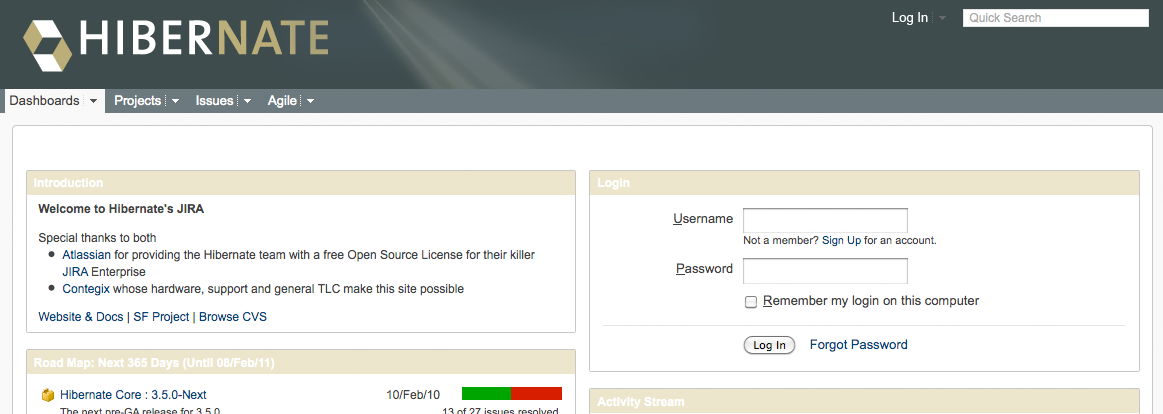 HIBERNATE
Log In
Quick Search
Dashboards
Projects
Issues
Agile
Introduction
Welcome to Hibernate's JIRA
Special thanks to both
Atlassian for providing the Hibernate team with a free Open Source License for their killer
JIRA Enterprise
Contegix whose hardware, support and general TLC make this site possible
Website & Docs | SF Project | Browse CVS
Road Map: Next 365 Days (Until 08/Feb/11)
Hibernate Core : 3.5.0-Next
10/Feb/10
The next pre-GA release for 3.5.0
13 of 27 issues resolved
Login
Username
Not a member? Sign Up for an account.
Password
Remember my login on this computer
Log In
Forgot Password
Activity Stream